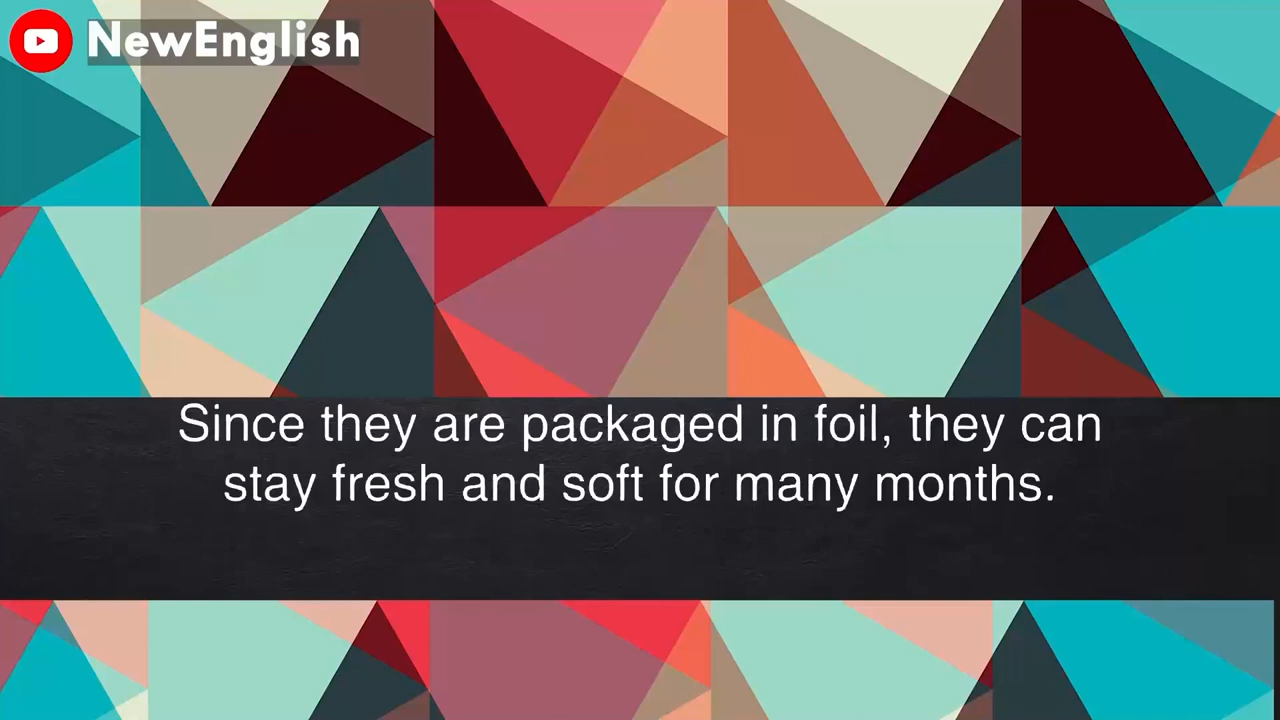 NewEnglish
Since they are packaged in foil, they can
stay fresh and soft for many months.